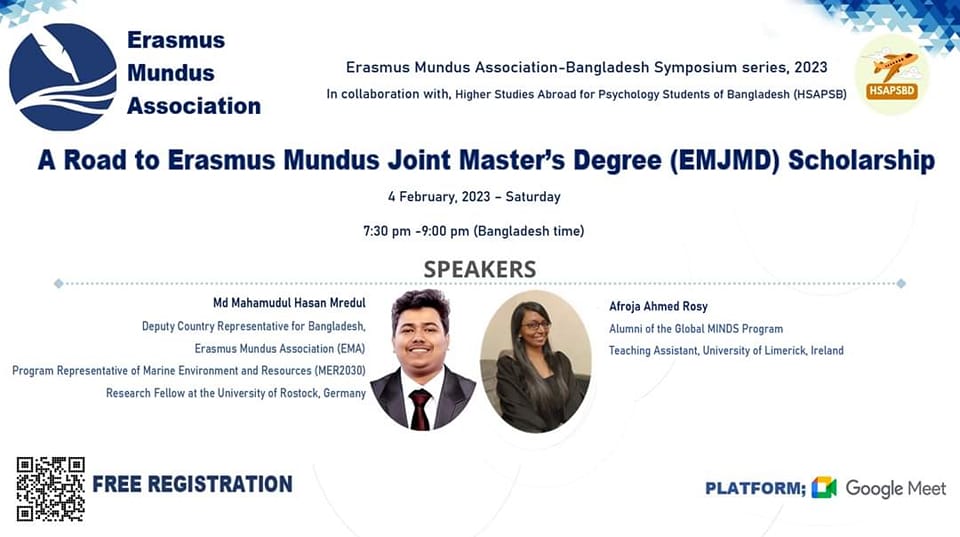 Erasmus
Mundus
Association
Erasmus Mundus Association-Bangladesh Symposium series, 2023
In collaboration with, Higher Studies Abroad for Psychology Students of Bangladesh (HSAPSB)
HSAPSBD
A Road to Erasmus Mundus Joint Master's Degree (EMJMD) Scholarship
4 February, 2023 – Saturday
7:30 pm -9:00 pm (Bangladesh time)
SPEAKERS
Md Mahamudul Hasan Mredul
Deputy Country Representative for Bangladesh,
Erasmus Mundus Association (EMA)
Program Representative of Marine Environment and Resources (MER2030)
Research Fellow at the University of Rostock, Germany
Afroja Ahmed Rosy
Alumni of the Global MINDS Program
Teaching Assistant, University of Limerick, Ireland
FREE REGISTRATION
PLATFORM; Google Meet